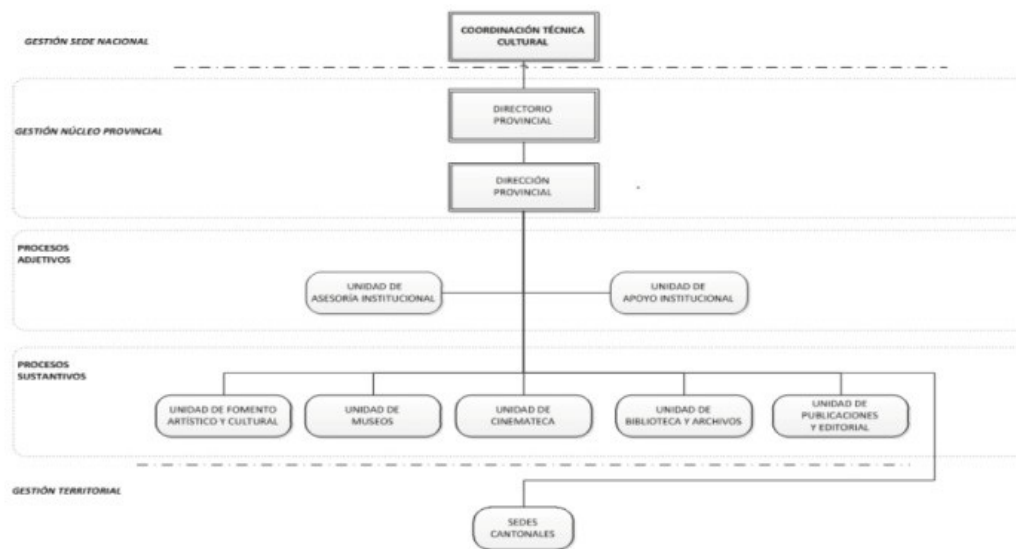 COORDINACIÓN TÉCNICA
CULTURAL
GESTIÓN SEDE NACIONAL
DIRECTORIO
PROVINCIAL
GESTIÓN NÚCLEO PROVINCIAL
DIRECCIÓN
PROVINCIAL
PROCESOS
ADJETIVOS
UNIDAD DE
ASESORÍA INSTITUCIONAL
UNIDAD DE
APOYO INSTITUCIONAL
PROCESOS
SUSTANTIVOS
UNIDAD DE FOMENTO
ARTÍSTICO Y CULTURAL
UNIDAD DE
MUSEOS
UNIDAD DE
CINEMATECA
UNIDAD DE
BIBLIOTECA Y ARCHIVOS
UNIDAD DE
PUBLICACIONES
Y EDITORIAL
GESTIÓN TERRITORIAL
SEDES
CANTONALES